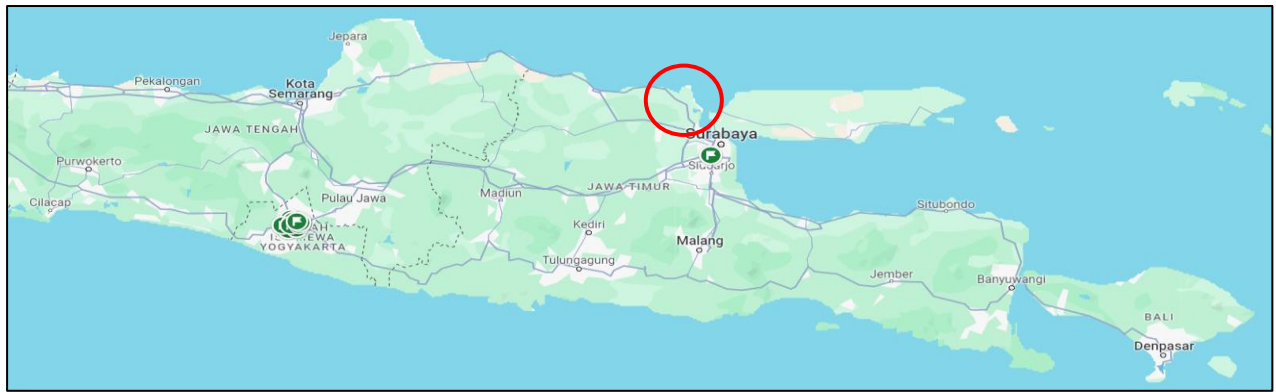 Jepara
Pekalongan
Kota
Semarang
Surabaya
JAWA TENGAH
Purwokerto
JAWA TIMUR
Madiun
Pulau Jawa
Cilacap
Situbondo
Kediri
YOGYAKARTA
Malang
Tulungagung
Jember
Banyuwangi
BALI
Denpasar